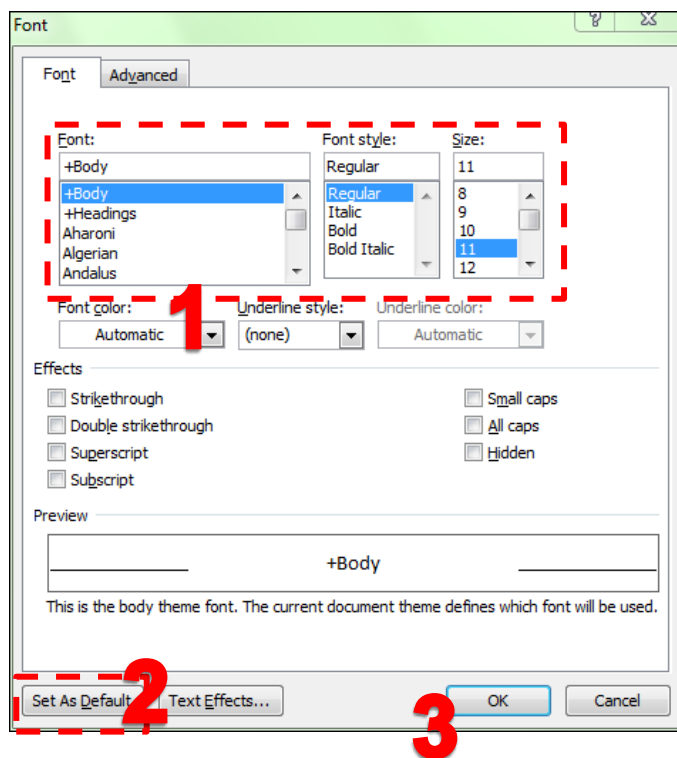 Font
Font Advanced
Font: Font style: Size:
+Body Regular 11
+Body Regular 8
+Headings Italic 9
Aharoni Bold 10
Algerian Bold Italic 11
Andalus 12
1
Font color: Underline style: Underline color:
Automatic (none) Automatic
Effects
Strikethrough Small caps
Double strikethrough All caps
Superscript Hidden
Subscript
Preview
+Body
This is the body theme font. The current document theme defines which font will be used.
2
Set As Default Text Effects... OK Cancel
3